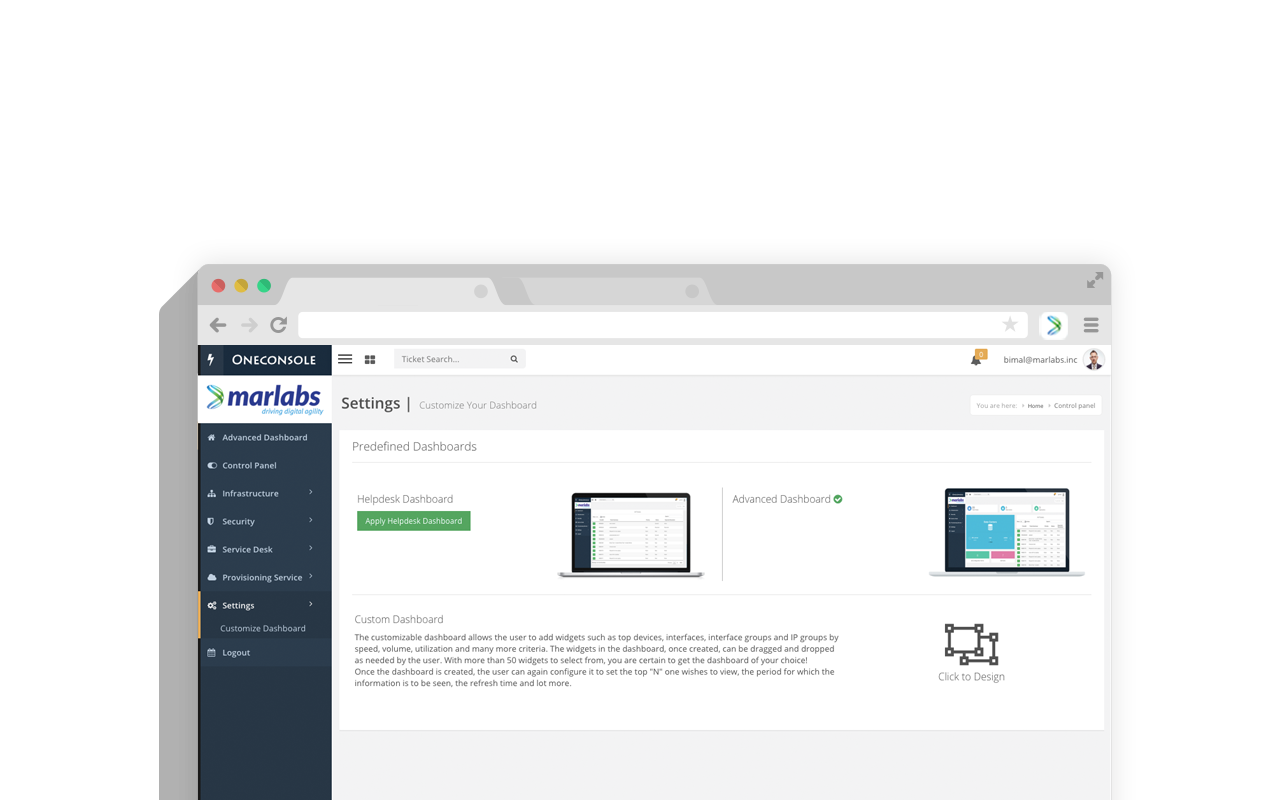 ONECONSOLE
Ticket Search...
0
bimal@marlabs.inc
marlabs
driving digital agility
Settings | Customize Your Dashboard
You are here: Home Control panel
Advanced Dashboard
Control Panel
Infrastructure
Security
Service Desk
Provisioning Service
Settings
Customize Dashboard
Logout
Predefined Dashboards
Helpdesk Dashboard
Apply Helpdesk Dashboard
Advanced Dashboard
Custom Dashboard
The customizable dashboard allows the user to add widgets such as top devices, interfaces, interface groups and IP groups by
speed, volume, utilization and many more criteria. The widgets in the dashboard, once created, can be dragged and dropped
as needed by the user. With more than 50 widgets to select from, you are certain to get the dashboard of your choice!
Once the dashboard is created, the user can again configure it to set the top "N" one wishes to view, the period for which the
information is to be seen, the refresh time and lot more.
Click to Design